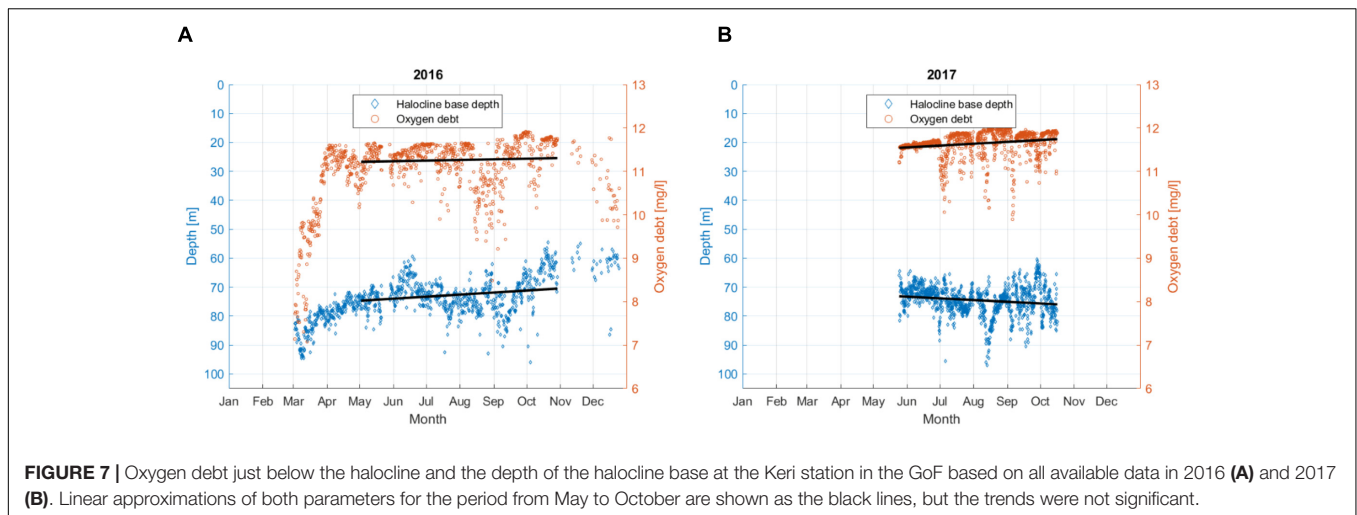 A
2016
Halocline base depth
Oxygen debt
0
10
20
30
40
50
60
70
80
90
100
Depth [m]
13
12
11
10
9
8
7
6
Oxygen debt [mg/l]
Jan Feb Mar Apr May Jun Jul Aug Sep Oct Nov Dec
Month
B
2017
Halocline base depth
Oxygen debt
0
10
20
30
40
50
60
70
80
90
100
Depth [m]
13
12
11
10
9
8
7
6
Oxygen debt [mg/l]
Jan Feb Mar Apr May Jun Jul Aug Sep Oct Nov Dec
Month
FIGURE 7 | Oxygen debt just below the halocline and the depth of the halocline base at the Keri station in the GoF based on all available data in 2016 (A) and 2017
(B). Linear approximations of both parameters for the period from May to October are shown as the black lines, but the trends were not significant.